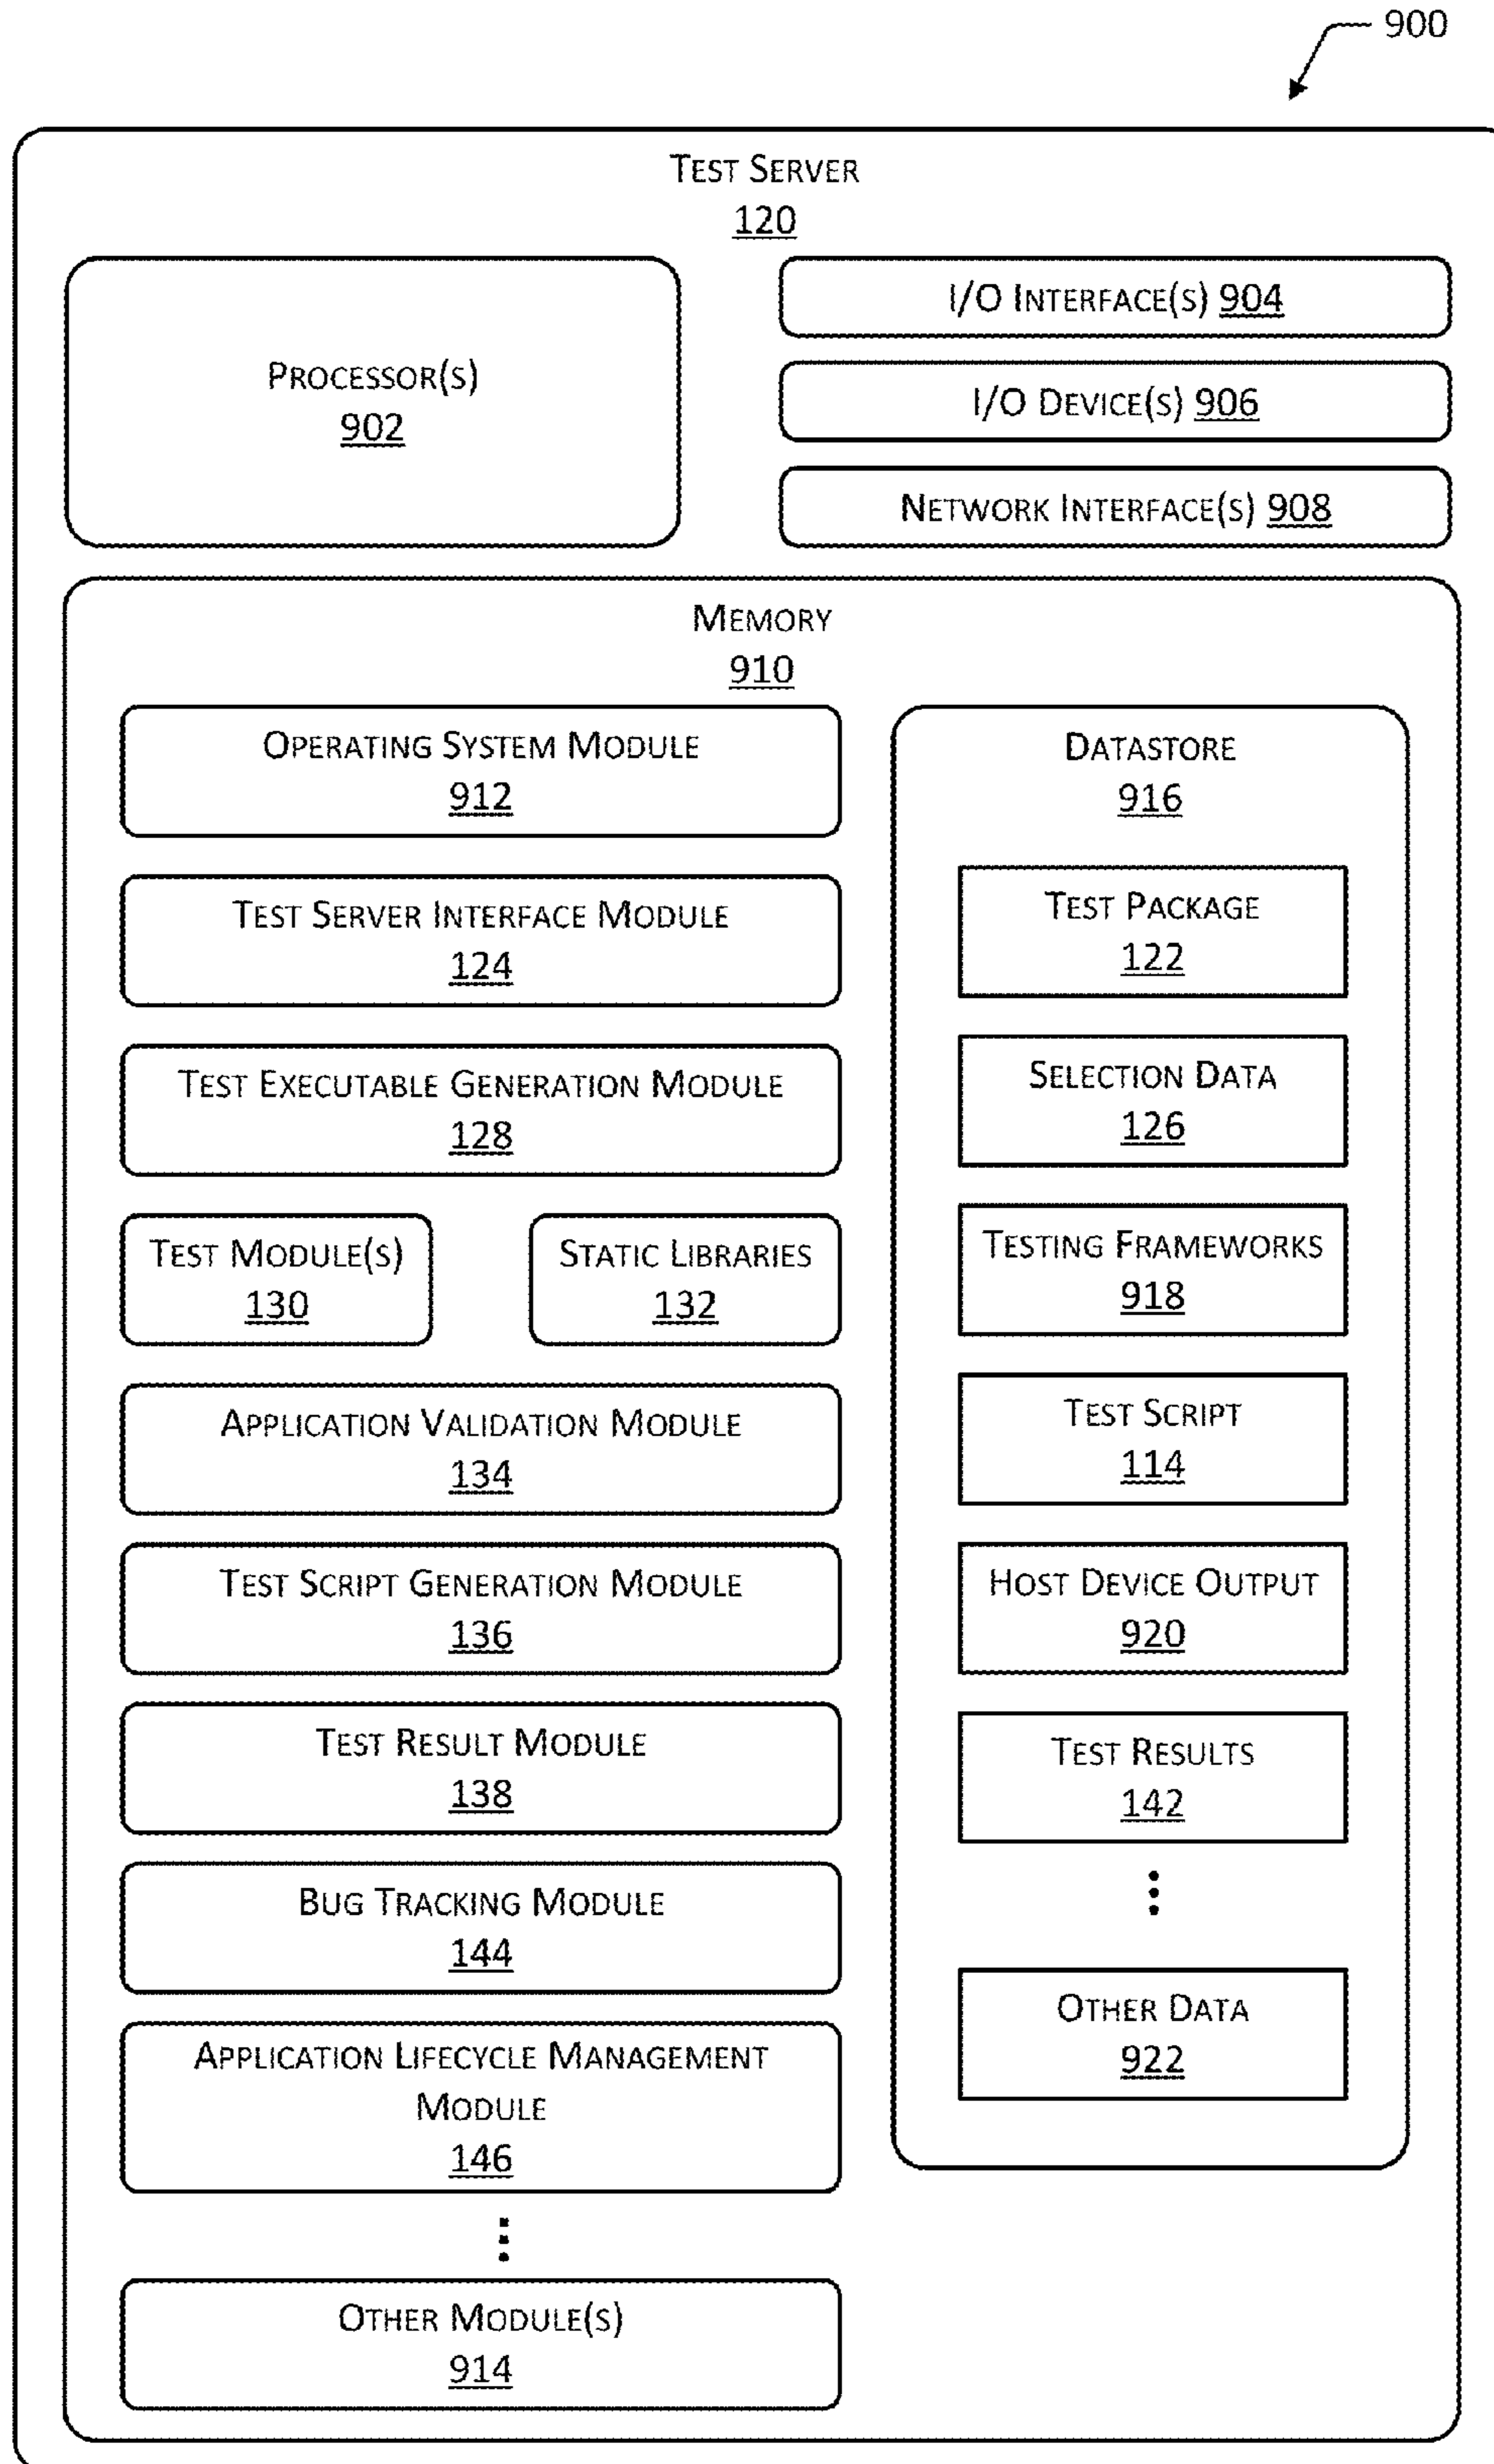 900
TEST SERVER
120
PROCESSOR(S)
902
I/O INTERFACE(S) 904
I/O DEVICE(S) 906
NETWORK INTERFACE(S) 908
MEMORY
910
OPERATING SYSTEM MODULE
912
TEST SERVER INTERFACE MODULE
124
TEST EXECUTABLE GENERATION MODULE
128
TEST MODULE(S)
130
STATIC LIBRARIES
132
APPLICATION VALIDATION MODULE
134
TEST SCRIPT GENERATION MODULE
136
TEST RESULT MODULE
138
BUG TRACKING MODULE
144
APPLICATION LIFECYCLE MANAGEMENT
MODULE
146
OTHER MODULE(S)
914
DATASTORE
916
TEST PACKAGE
122
SELECTION DATA
126
TESTING FRAMEWORKS
918
TEST SCRIPT
114
HOST DEVICE OUTPUT
920
TEST RESULTS
142
OTHER DATA
922